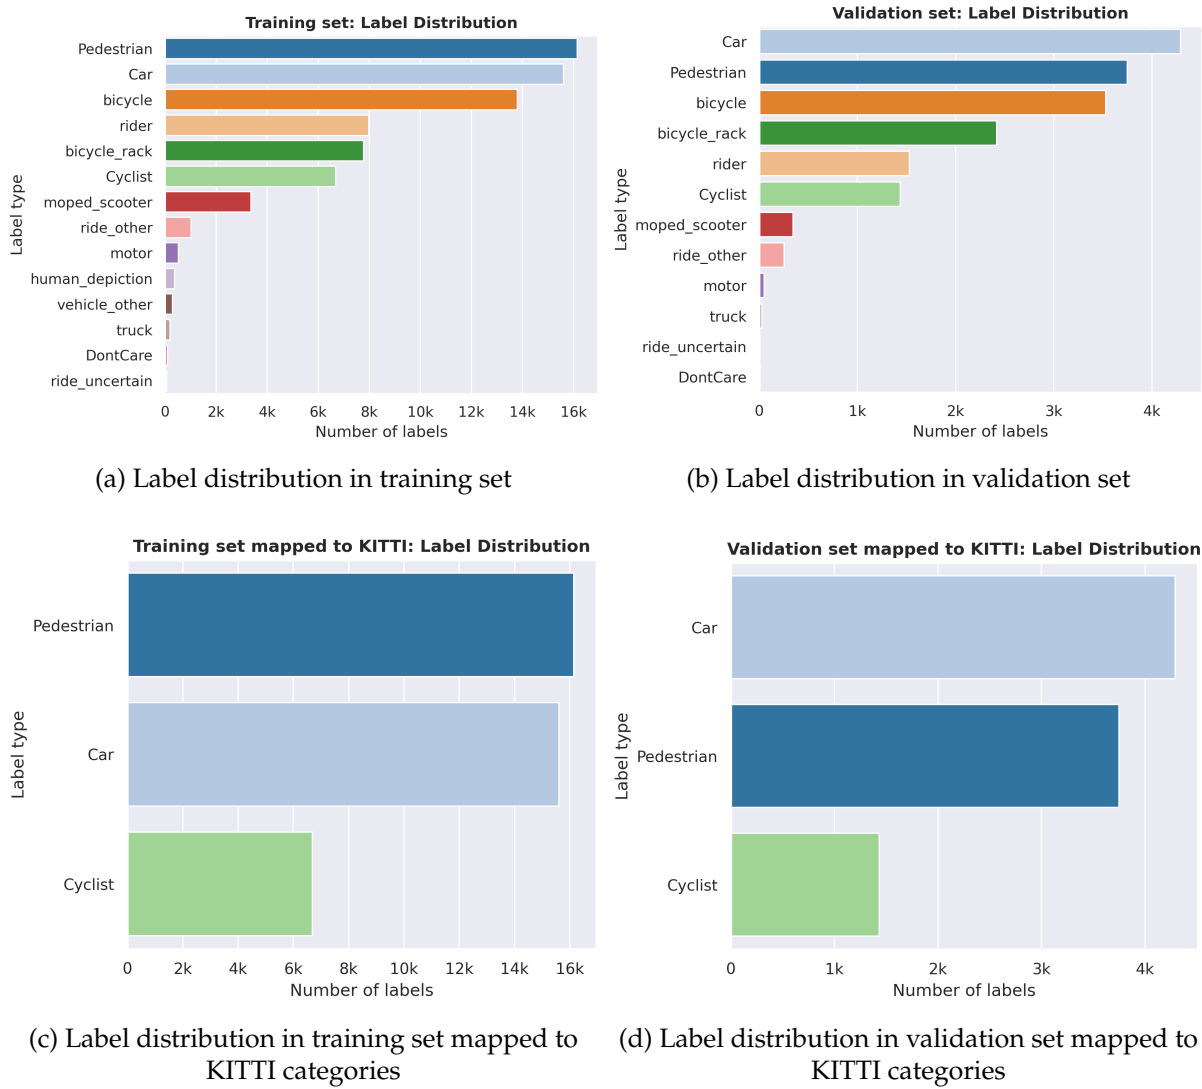 Training set: Label Distribution
Pedestrian
Car
bicycle
rider
bicycle_rack
Cyclist
moped_scooter
ride_other
motor
human_depiction
vehicle_other
truck
DontCare
ride_uncertain
Label type
0 2k 4k 6k 8k 10k 12k 14k 16k
Number of labels
(a) Label distribution in training set
Validation set: Label Distribution
Car
Pedestrian
bicycle
bicycle_rack
rider
Cyclist
moped_scooter
ride_other
motor
truck
ride_uncertain
DontCare
Label type
0 1k 2k 3k 4k
Number of labels
(b) Label distribution in validation set
Training set mapped to KITTI: Label Distribution
Pedestrian
Car
Cyclist
Label type
0 2k 4k 6k 8k 10k 12k 14k 16k
Number of labels
(c) Label distribution in training set mapped to
KITTI categories
Validation set mapped to KITTI: Label Distribution
Car
Pedestrian
Cyclist
Label type
0 1k 2k 3k 4k
Number of labels
(d) Label distribution in validation set mapped to
KITTI categories